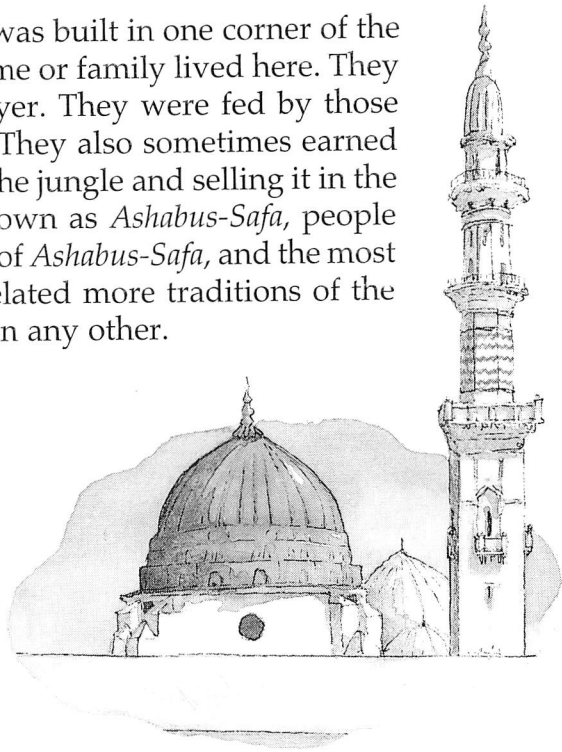 was built in one corner of the
me or family lived here. They
yer. They were fed by those
They also sometimes earned
he jungle and selling it in the
own as Ashabus-Safa, people
of Ashabus-Safa, and the most
elated more traditions of the
n any other.